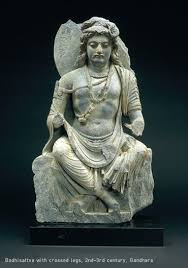 Bodhisattva with crossed legs, 2nd-3rd century, Gandhara